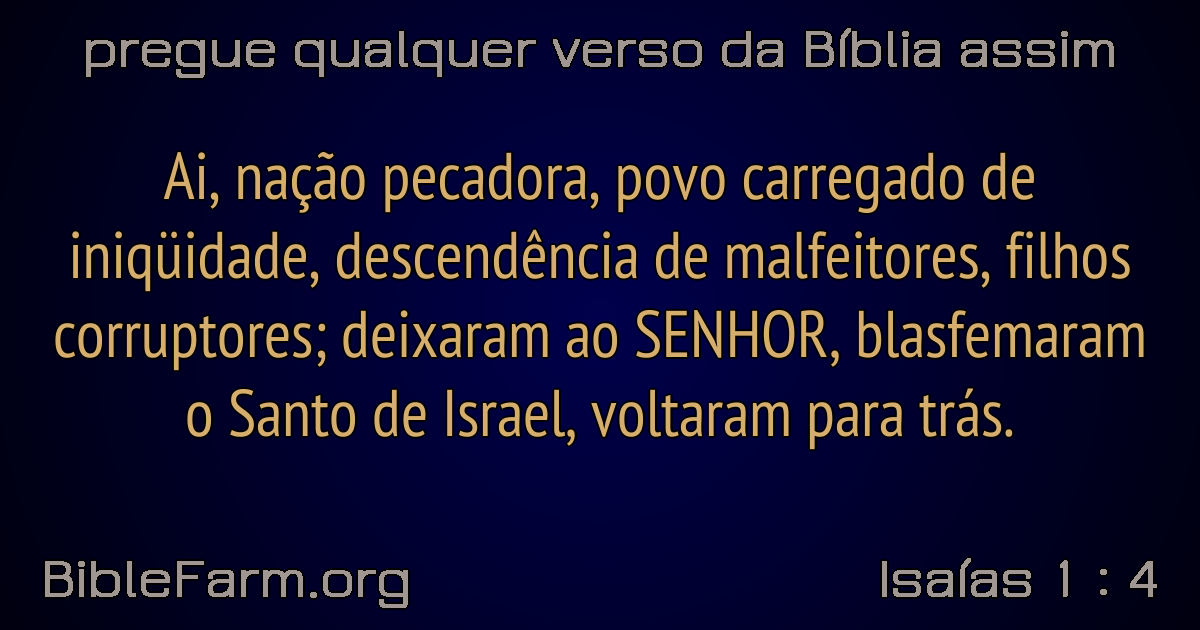 pregue qualquer verso da Bíblia assim
Ai, nação pecadora, povo carregado de
iniqüidade, descendência de malfeitores, filhos
corruptores; deixaram ao SENHOR, blasfemaram
o Santo de Israel, voltaram para trás.
BibleFarm.org
Isaías 1 : 4